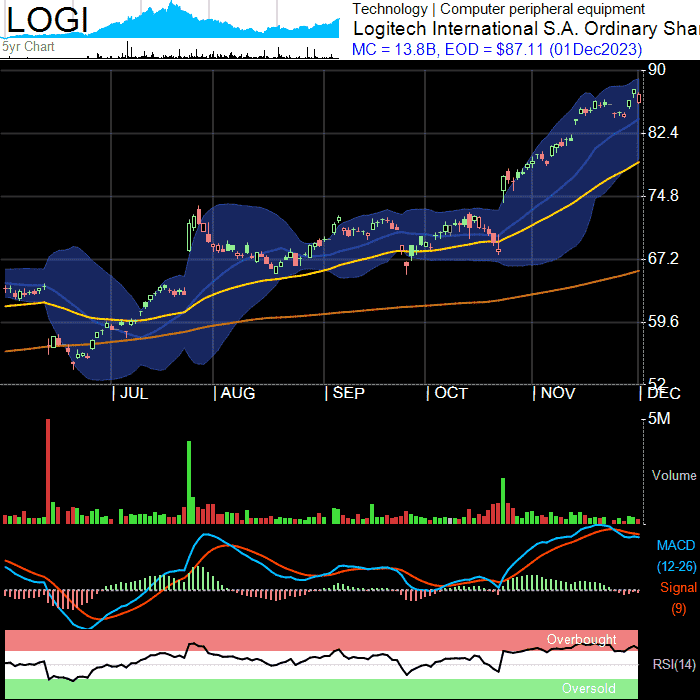 LOGI
5yr Chart
Technology | Computer peripheral equipment
Logitech International S.A. Ordinary Shar
MC = 13.8B, EOD = $87.11 (01Dec2023)
90
82.4
74.8
67.2
59.6
52
JUL
AUG
SEP
OCT
NOV
DEC
5M
Volume
MACD
(12-26)
Signal
(9)
Overbought
RSI(14)
Oversold